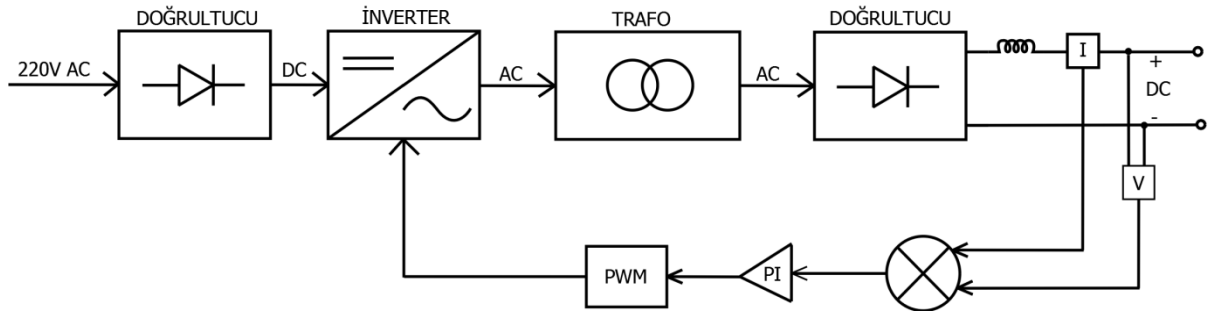 DOĞRULTUCU
İNVERTER
TRAFO
DOĞRULTUCU
220V AC
DC
AC
AC
I
+
DC
-
V
PWM
PI